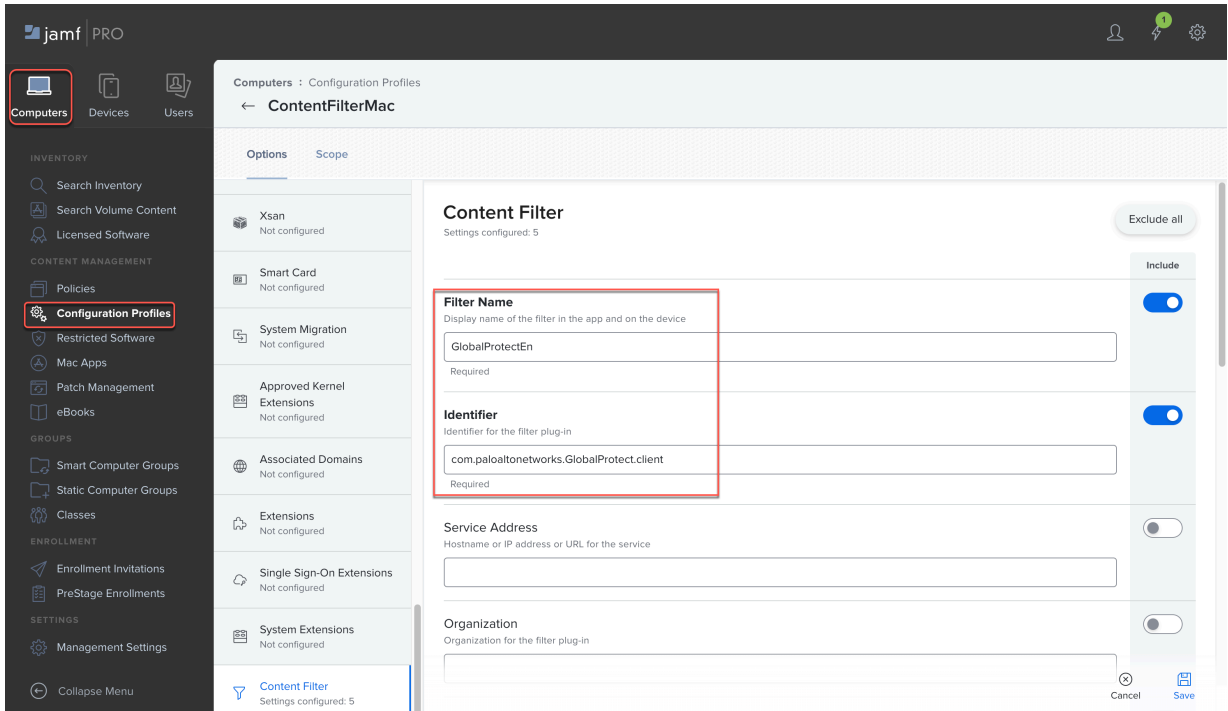 jamf PRO
1
Computers
Devices
Users
INVENTORY
Search Inventory
Search Volume Content
Licensed Software
CONTENT MANAGEMENT
Policies
Configuration Profiles
Restricted Software
Mac Apps
Patch Management
eBooks
GROUPS
Smart Computer Groups
Static Computer Groups
Classes
ENROLLMENT
Enrollment Invitations
PreStage Enrollments
SETTINGS
Management Settings
Collapse Menu
Computers : Configuration Profiles
← ContentFilterMac
Options
Scope
Xsan
Not configured
Smart Card
Not configured
System Migration
Not configured
Approved Kernel
Extensions
Not configured
Associated Domains
Not configured
Extensions
Not configured
Single Sign-On Extensions
Not configured
System Extensions
Not configured
Content Filter
Settings configured: 5
Content Filter
Settings configured: 5
Exclude all
Include
Filter Name
Display name of the filter in the app and on the device
GlobalProtectEn
Required
Identifier
Identifier for the filter plug-in
com.paloaltonetworks.GlobalProtect.client
Required
Service Address
Hostname or IP address or URL for the service
Organization
Organization for the filter plug-in
Cancel
Save